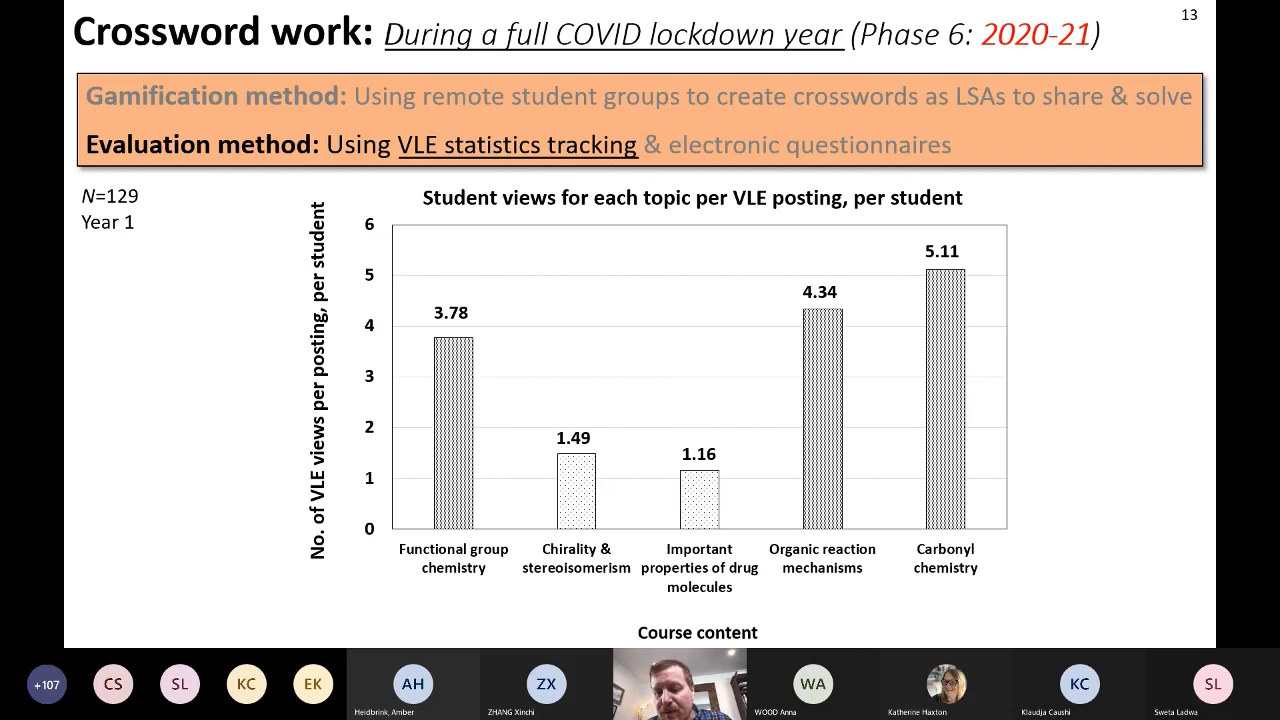 13
Crossword work: During a full COVID lockdown year (Phase 6: 2020-21)
Gamification method: Using remote student groups to create crosswords as LSAs to share & solve
Evaluation method: Using VLE statistics tracking & electronic questionnaires
N=129
Year 1
Student views for each topic per VLE posting, per student
No. of VLE views per posting, per student
6
5
4
3
2
1
0
3.78
1.49
1.16
4.34
5.11
Functional group
chemistry
Chirality &
stereoisomerism
Important
properties of drug
molecules
Organic reaction
mechanisms
Carbonyl
chemistry
Course content
+107
CS
SL
KC
EK
AH
Heidbrink, Amber
ZX
ZHANG Xinchi
WA
WOOD Anna
Katherine Haxton
KC
Klaudja Caushi
SL
Sweta Ladwa